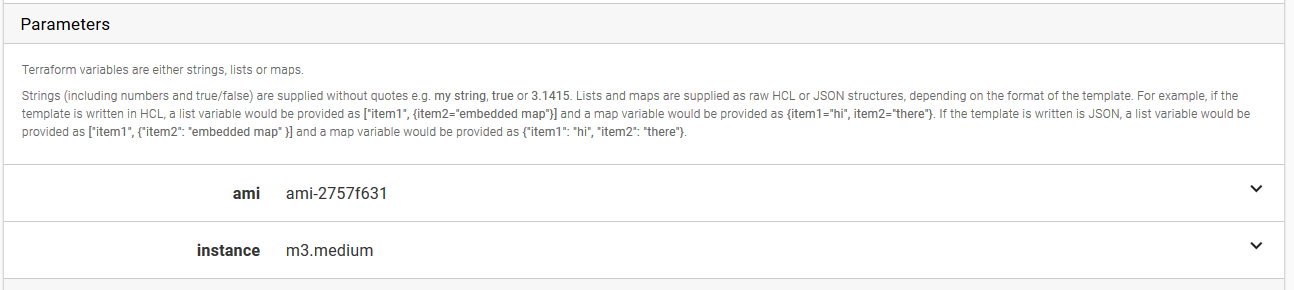 Parameters
Terraform variables are either strings, lists or maps.
Strings (including numbers and true/false) are supplied without quotes e.g. my string, true or 3.1415. Lists and maps are supplied as raw HCL or JSON structures, depending on the format of the template. For example, if the
template is written in HCL, a list variable would be provided as ["item1", {item2="embedded map"}] and a map variable would be provided as {item1="hi", item2="there"}. If the template is written is JSON, a list variable would be
provided as ["item1", {"item2": "embedded map" }] and a map variable would be provided as {"item1": "hi", "item2": "there"}.
ami ami-2757f631
instance m3.medium